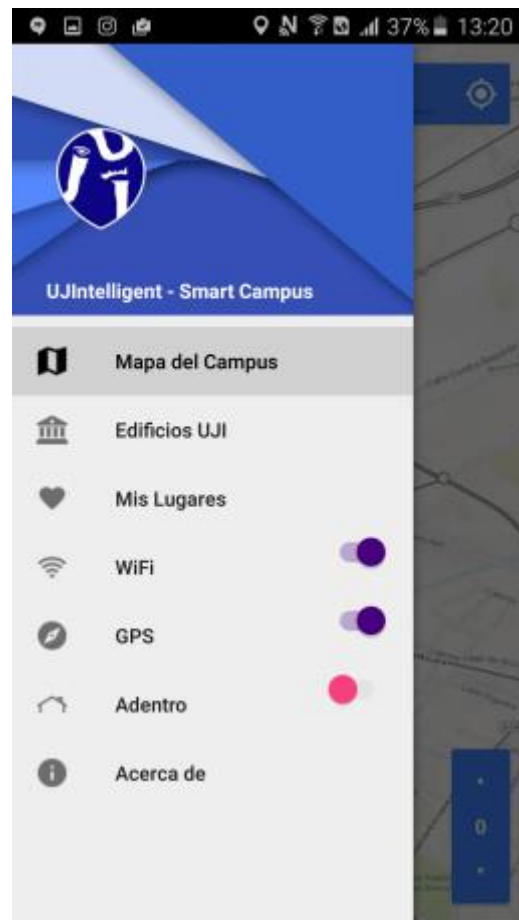 37% 13:20
UJIntelligent - Smart Campus
Mapa del Campus
Edificios UJI
Mis Lugares
WiFi
GPS
Adentro
Acerca de
0